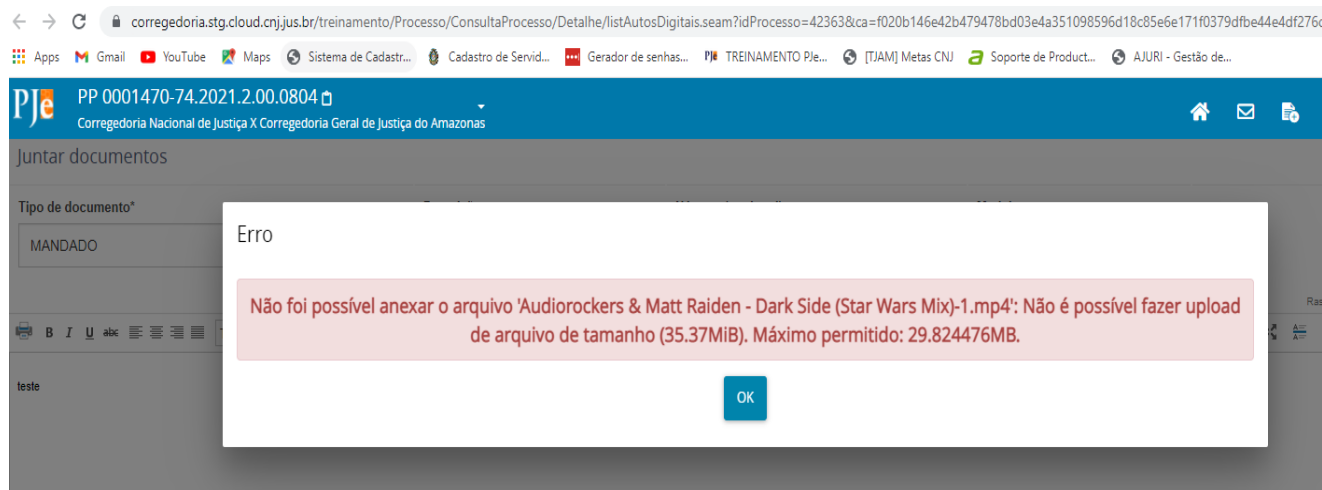 corregedoria.stg.cloud.cnj.jus.br/treinamento/Processo/ConsultaProcesso/Detalhe/listAutosDigitais.seam?idProcesso=42363&ca=f020b146e42b479478bd03e4a351098596d18c85e6e171f0379dfbe44e4df276c
Apps Gmail YouTube Maps Sistema de Cadastr... Cadastro de Servid... Gerador de senhas... PJe TREINAMENTO PJe... [TJAM] Metas CNJ Soporte de Product... AJURI - Gestão de...
PJe PP 0001470-74.2021.2.00.0804
Corregedoria Nacional de Justiça X Corregedoria Geral de Justiça do Amazonas
Juntar documentos
Tipo de documento*
MANDADO
Erro
Não foi possível anexar o arquivo 'Audiorockers & Matt Raiden - Dark Side (Star Wars Mix)-1.mp4': Não é possível fazer upload
de arquivo de tamanho (35.37MiB). Máximo permitido: 29.824476MB.
Ras
B I U abc
teste
OK